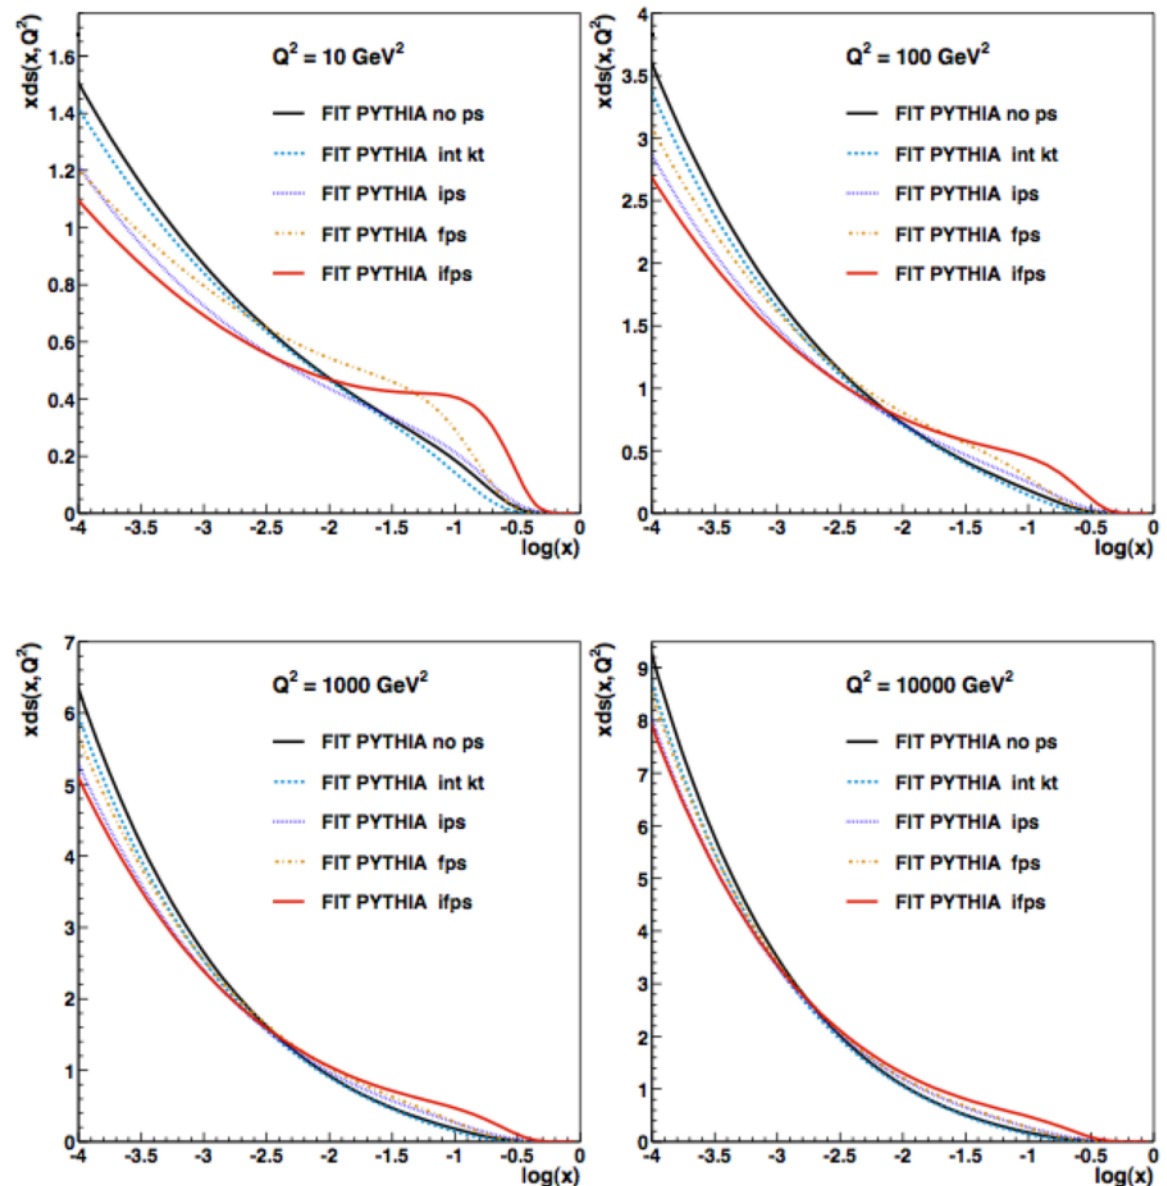 xds(x,Q²)
Q² = 10 GeV²
FIT PYTHIA no ps
FIT PYTHIA int kt
FIT PYTHIA ips
FIT PYTHIA fps
FIT PYTHIA ifps
1.6
1.4
1.2
1
0.8
0.6
0.4
0.2
0
-4 -3.5 -3 -2.5 -2 -1.5 -1 -0.5 0
log(x)
xds(x,Q²)
Q² = 100 GeV²
FIT PYTHIA no ps
FIT PYTHIA int kt
FIT PYTHIA ips
FIT PYTHIA fps
FIT PYTHIA ifps
4
3.5
3
2.5
2
1.5
1
0.5
0
-4 -3.5 -3 -2.5 -2 -1.5 -1 -0.5 0
log(x)
xds(x,Q²)
Q² = 1000 GeV²
FIT PYTHIA no ps
FIT PYTHIA int kt
FIT PYTHIA ips
FIT PYTHIA fps
FIT PYTHIA ifps
7
6
5
4
3
2
1
0
-4 -3.5 -3 -2.5 -2 -1.5 -1 -0.5 0
log(x)
xds(x,Q²)
Q² = 10000 GeV²
FIT PYTHIA no ps
FIT PYTHIA int kt
FIT PYTHIA ips
FIT PYTHIA fps
FIT PYTHIA ifps
9
8
7
6
5
4
3
2
1
0
-4 -3.5 -3 -2.5 -2 -1.5 -1 -0.5 0
log(x)